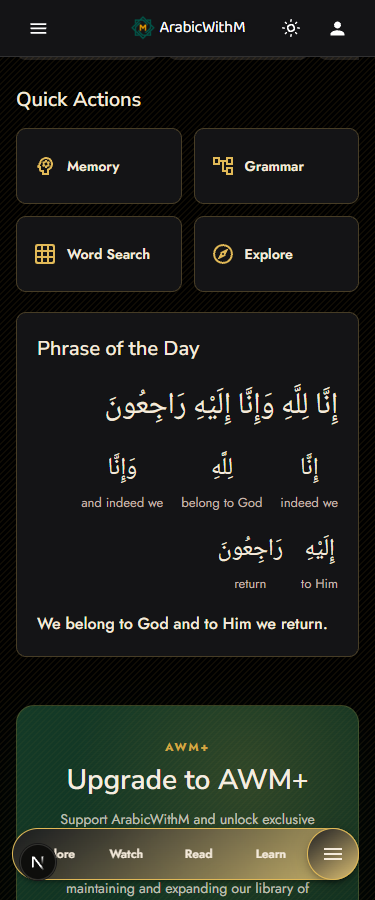 ArabicWithM
Quick Actions
Memory
Grammar
Word Search
Explore
Phrase of the Day
إِنَّا لِلَّهِ وَإِنَّا إِلَيْهِ رَاجِعُونَ
إِنَّا لِلَّهِ وَإِنَّا
indeed we belong to God and indeed we
إِلَيْهِ رَاجِعُونَ
to Him return
We belong to God and to Him we return.
AWM+
Upgrade to AWM+
Support ArabicWithM and unlock exclusive
Watch Read Learn
maintaining and expanding our library of